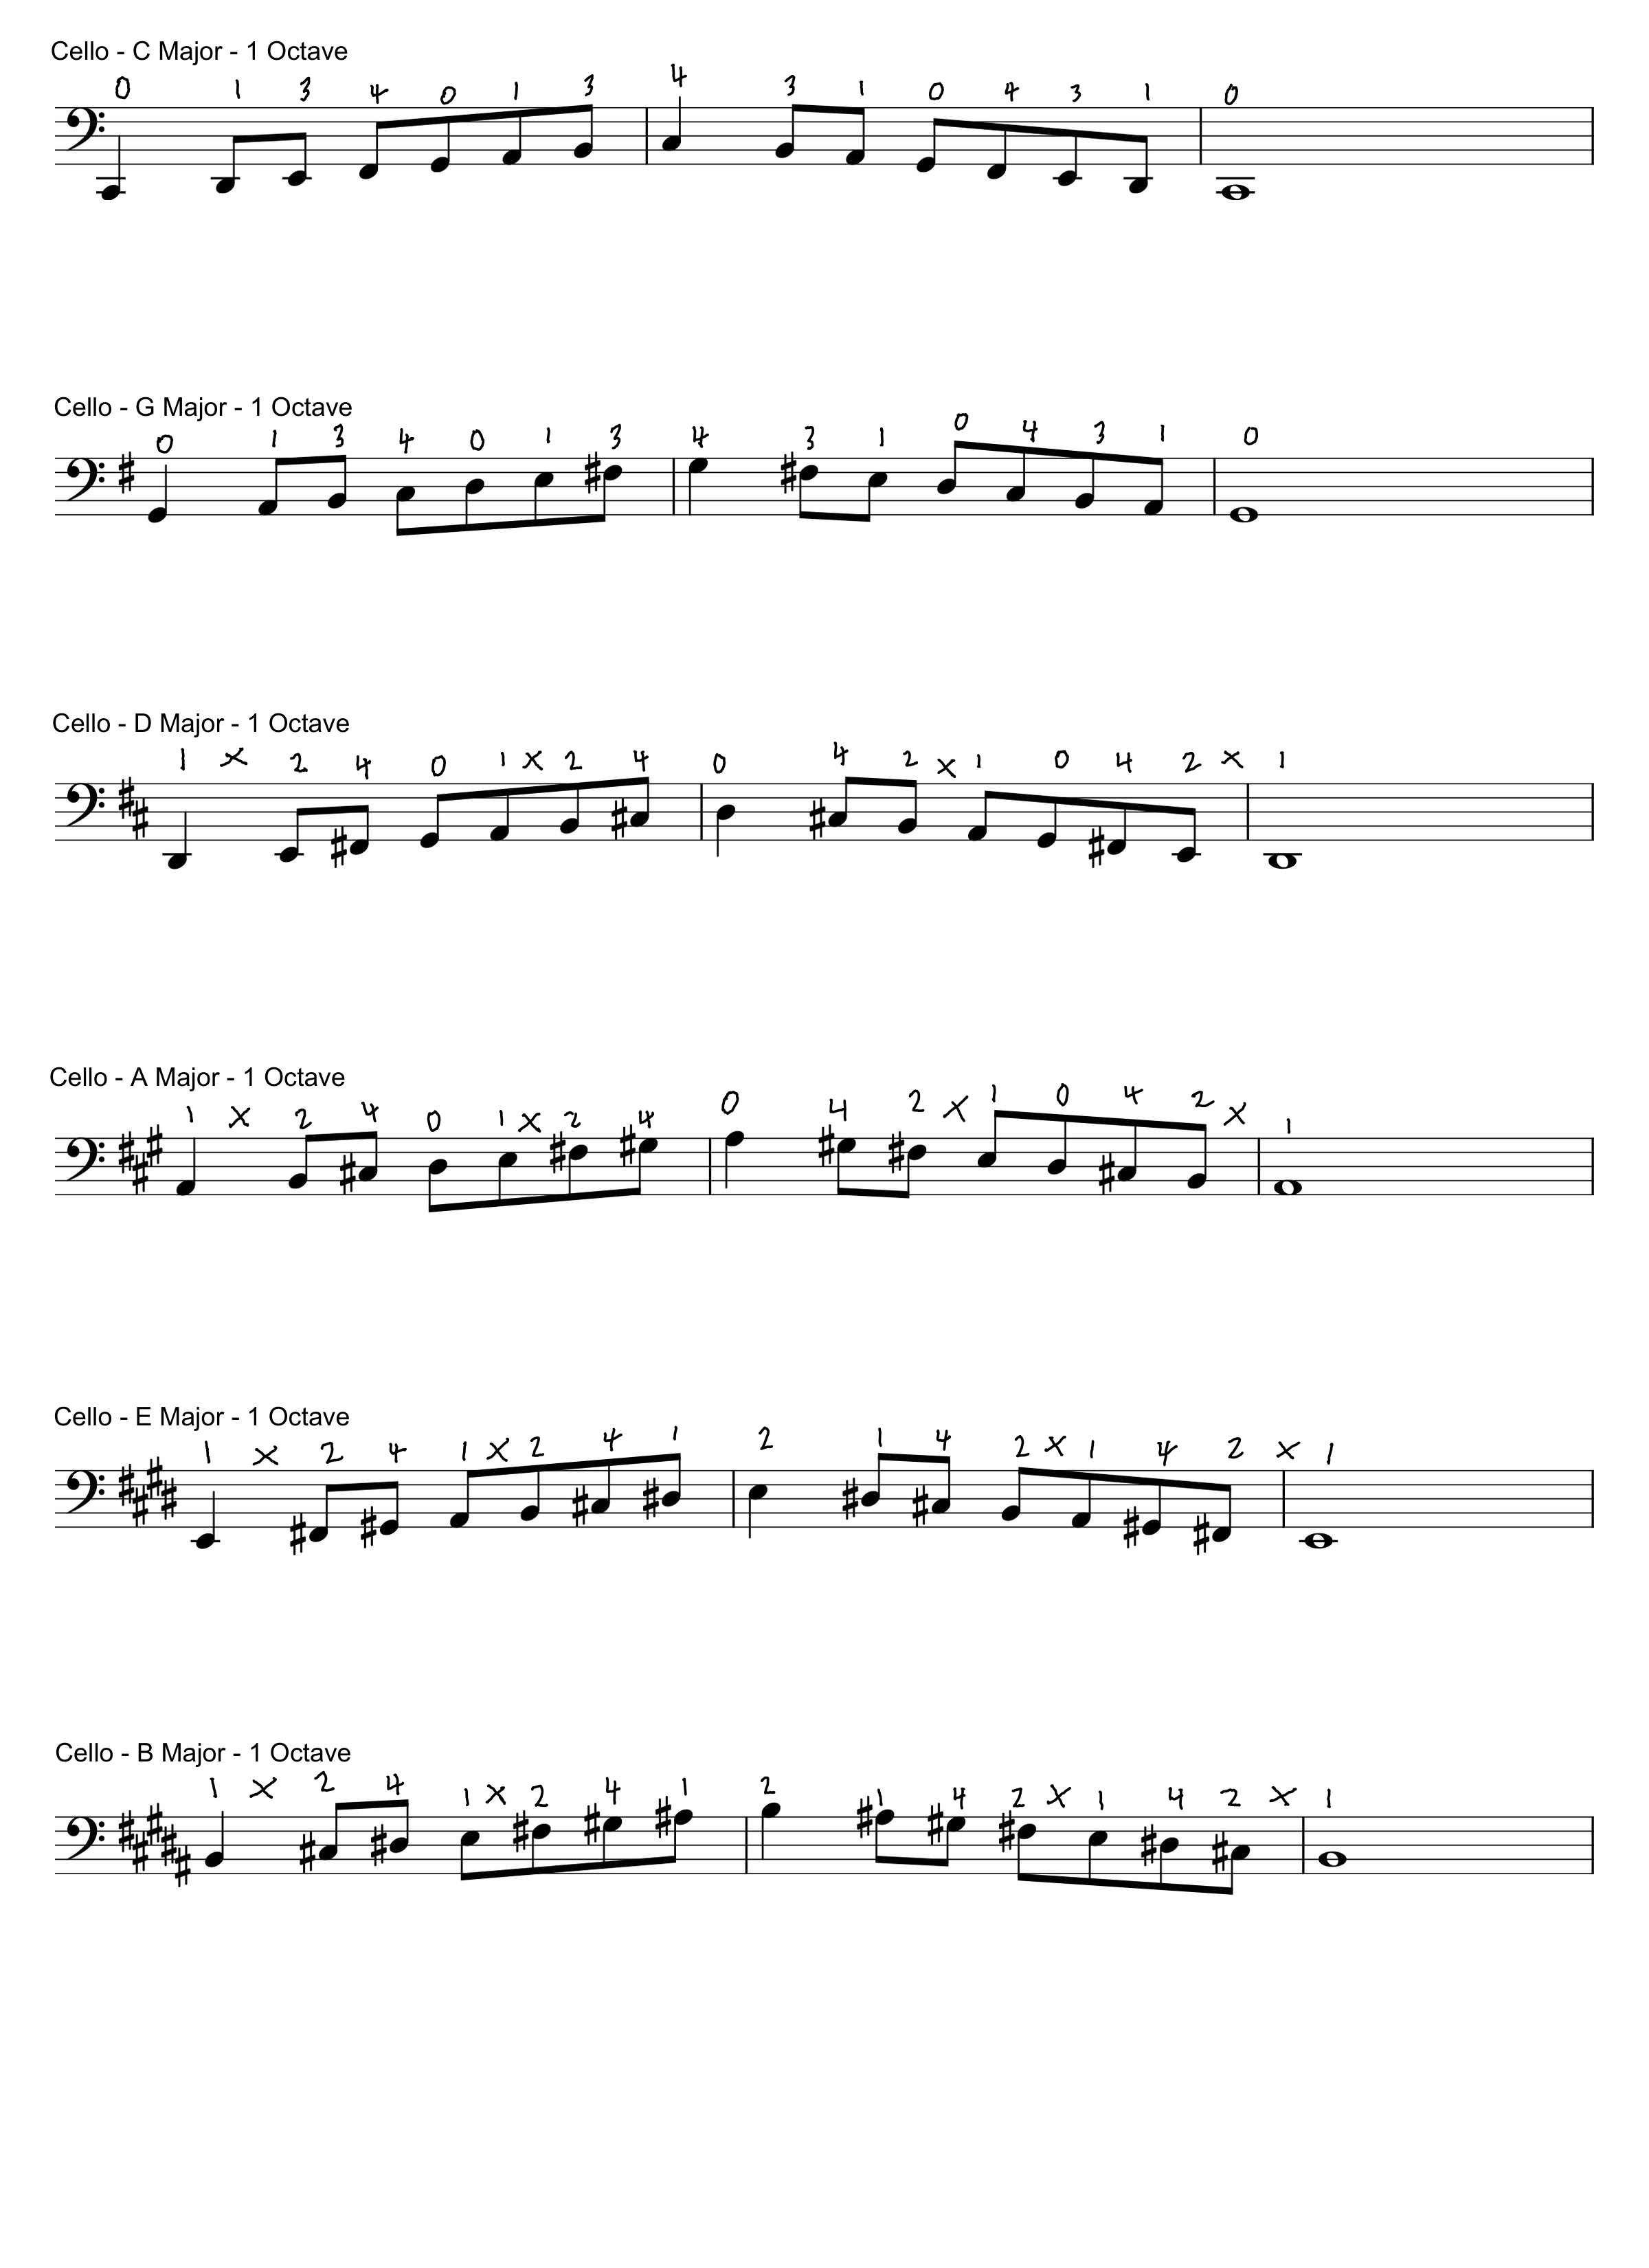 Cello - C Major - 1 Octave
0 1 3 4 0 1 3 4 3 1 0 4 3 1 0
Cello - G Major - 1 Octave
0 1 3 4 0 1 3 4 3 1 0 4 3 1 0
Cello - D Major - 1 Octave
1 x 2 4 0 1 x 2 4 0 4 2 x 1 0 4 2 x 1
Cello - A Major - 1 Octave
1 x 2 4 0 1 x 2 4 0 4 2 x 1 0 4 2 x 1
Cello - E Major - 1 Octave
1 x 2 4 1 x 2 4 1 2 1 4 2 x 1 4 2 x 1
Cello - B Major - 1 Octave
1 x 2 4 1 x 2 4 1 2 1 4 2 x 1 4 2 x 1